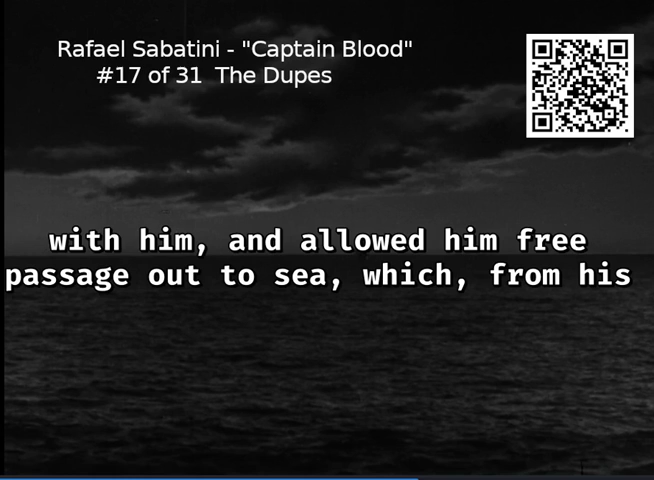 Rafael Sabatini - "Captain Blood"
#17 of 31 The Dupes
with him, and allowed him free
passage out to sea, which, from his